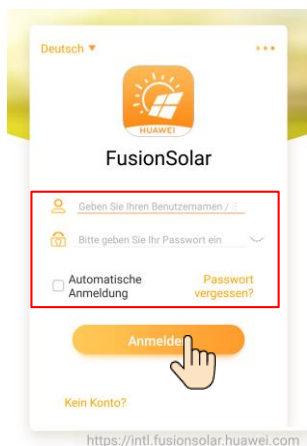 Deutsch ▼
HUAWEI
FusionSolar
Geben Sie Ihren Benutzernamen /
Bitte geben Sie Ihr Passwort ein
Automatische
Anmeldung
Passwort
vergessen?
Anmelden
Kein Konto?
https://intl.fusionsolar.huawei.com